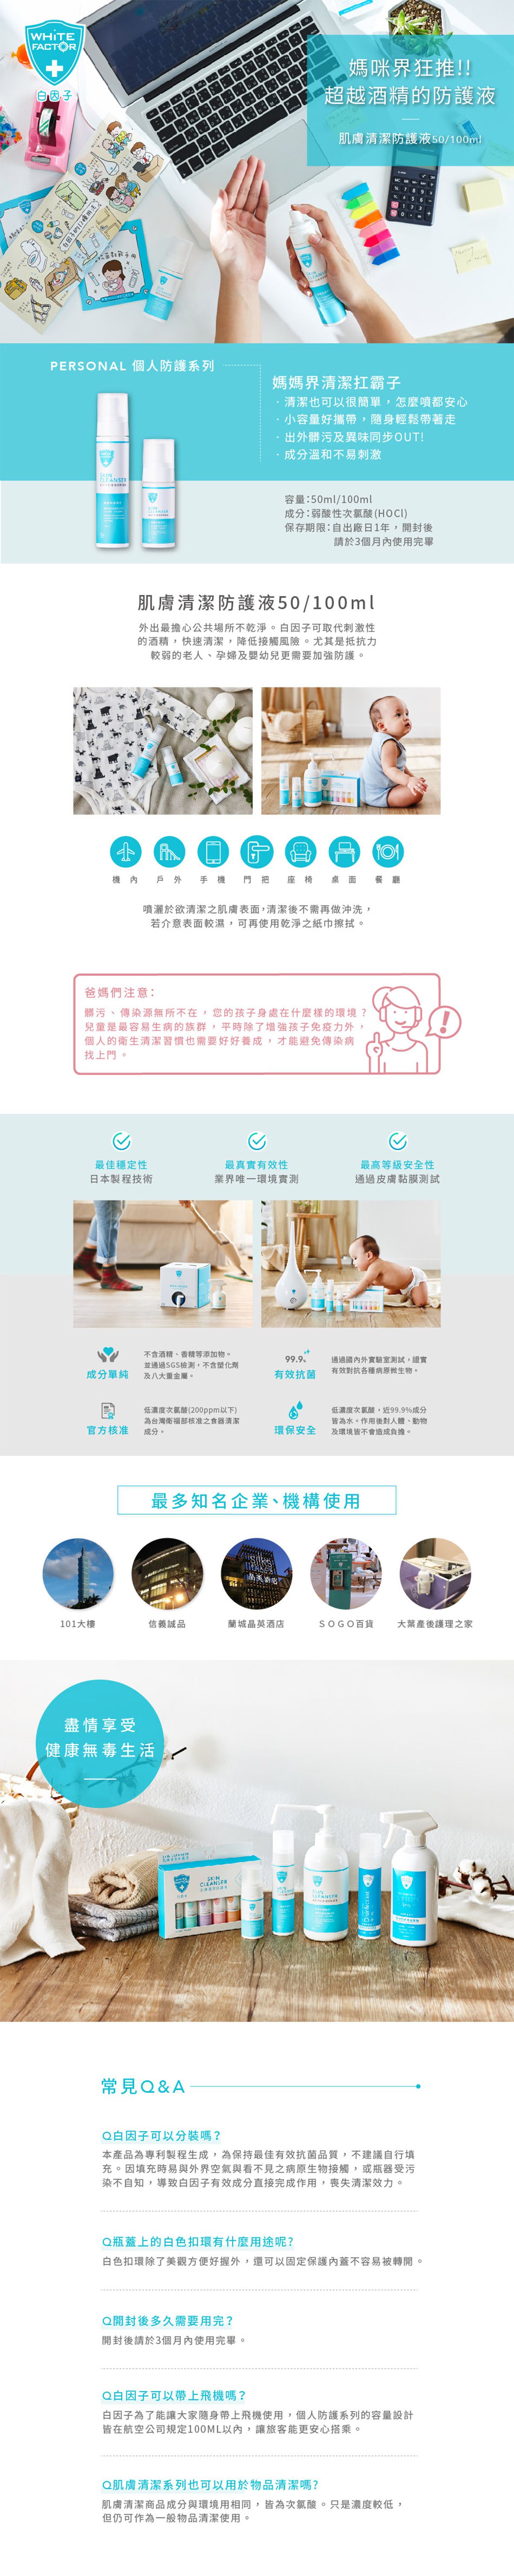 WHITE
FACTOR
白因子
媽咪界狂推!!
超越酒精的防護液
肌膚清潔防護液50/100ml
PERSONAL 個人防護系列
媽媽界清潔扛霸子
·清潔也可以很簡單，怎麼噴都安心
·小容量好攜帶，隨身輕鬆帶著走
·出外髒污及異味同步OUT!
·成分溫和不易刺激
SKIN
CLEANSER
容量:50ml/100ml
成分:弱酸性次氯酸(HOCl)
保存期限:自出廠日1年，開封後
請於3個月內使用完畢
肌膚清潔防護液50/100ml
外出最擔心公共場所不乾淨。白因子可取代刺激性
的酒精，快速清潔，降低接觸風險。尤其是抵抗力
較弱的老人、孕婦及嬰幼兒更需要加強防護。
機內 戶外 手機 門把 座椅 桌面 餐廳
噴灑於欲清潔之肌膚表面,清潔後不需再做沖洗，
若介意表面較濕，可再使用乾淨之紙巾擦拭。
爸媽們注意:
髒污、傳染源無所不在，您的孩子身處在什麼樣的環境？
兒童是最容易生病的族群，平時除了增強孩子免疫力外，
個人的衛生清潔習慣也需要好好養成，才能避免傳染病
找上門。
最佳穩定性
日本製程技術
最真實有效性
業界唯一環境實測
最高等級安全性
通過皮膚黏膜測試
成分單純
不含酒精、香精等添加物。
並通過SGS檢測，不含塑化劑
及八大重金屬。
99.9%
有效抗菌
通過國內外實驗室測試，證實
有效對抗各種病原微生物。
官方核准
低濃度次氯酸(200ppm以下)
為台灣衛福部核准之食器清潔
成分。
環保安全
低濃度次氯酸，近99.9%成分
皆為水。作用後對人體、動物
及環境皆不會造成負擔。
最多知名企業、機構使用
101大樓
信義誠品
蘭城晶英酒店
SOGO百貨
大葉產後護理之家
盡情享受
健康無毒生活
SKIN
CLEANSER
常見Q&A
Q白因子可以分裝嗎？
本產品為專利製程生成，為保持最佳有效抗菌品質，不建議自行填
充。因填充時易與外界空氣與看不見之病原生物接觸，或瓶器受污
染不自知，導致白因子有效成分直接完成作用，喪失清潔效力。
Q瓶蓋上的白色扣環有什麼用途呢?
白色扣環除了美觀方便好握外，還可以固定保護內蓋不容易被轉開。
Q開封後多久需要用完？
開封後請於3個月內使用完畢。
Q白因子可以帶上飛機嗎？
白因子為了能讓大家隨身帶上飛機使用，個人防護系列的容量設計
皆在航空公司規定100ML以內，讓旅客能更安心搭乘。
Q肌膚清潔系列也可以用於物品清潔嗎?
肌膚清潔商品成分與環境用相同，皆為次氯酸。只是濃度較低，
但仍可作為一般物品清潔使用。